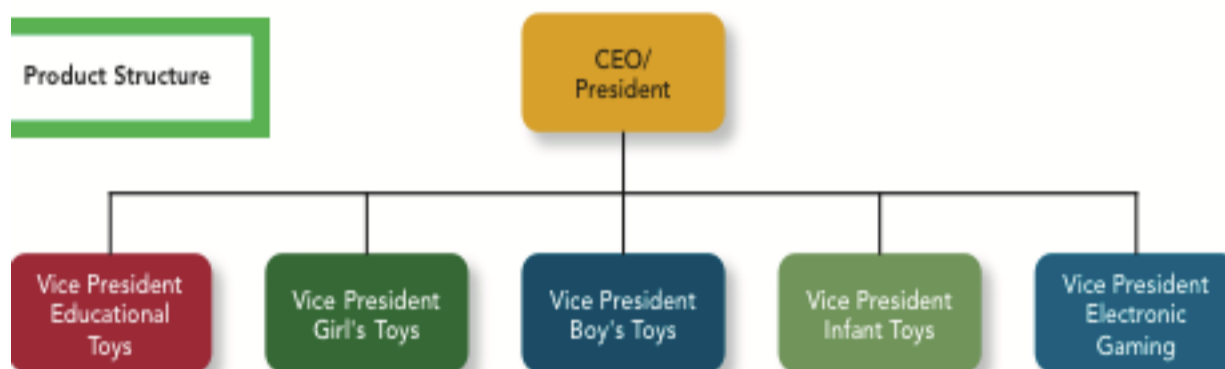 Product Structure
CEO/
President
Vice President
Educational
Toys
Vice President
Girl's Toys
Vice President
Boy's Toys
Vice President
Infant Toys
Vice President
Electronic
Gaming